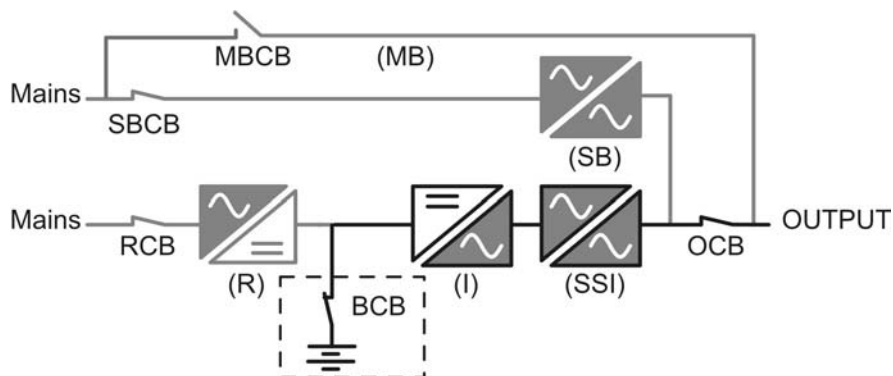 MBCB
(MB)
Mains
SBCB
(SB)
Mains
RCB
(R)
(I)
(SSI)
OCB
OUTPUT
BCB